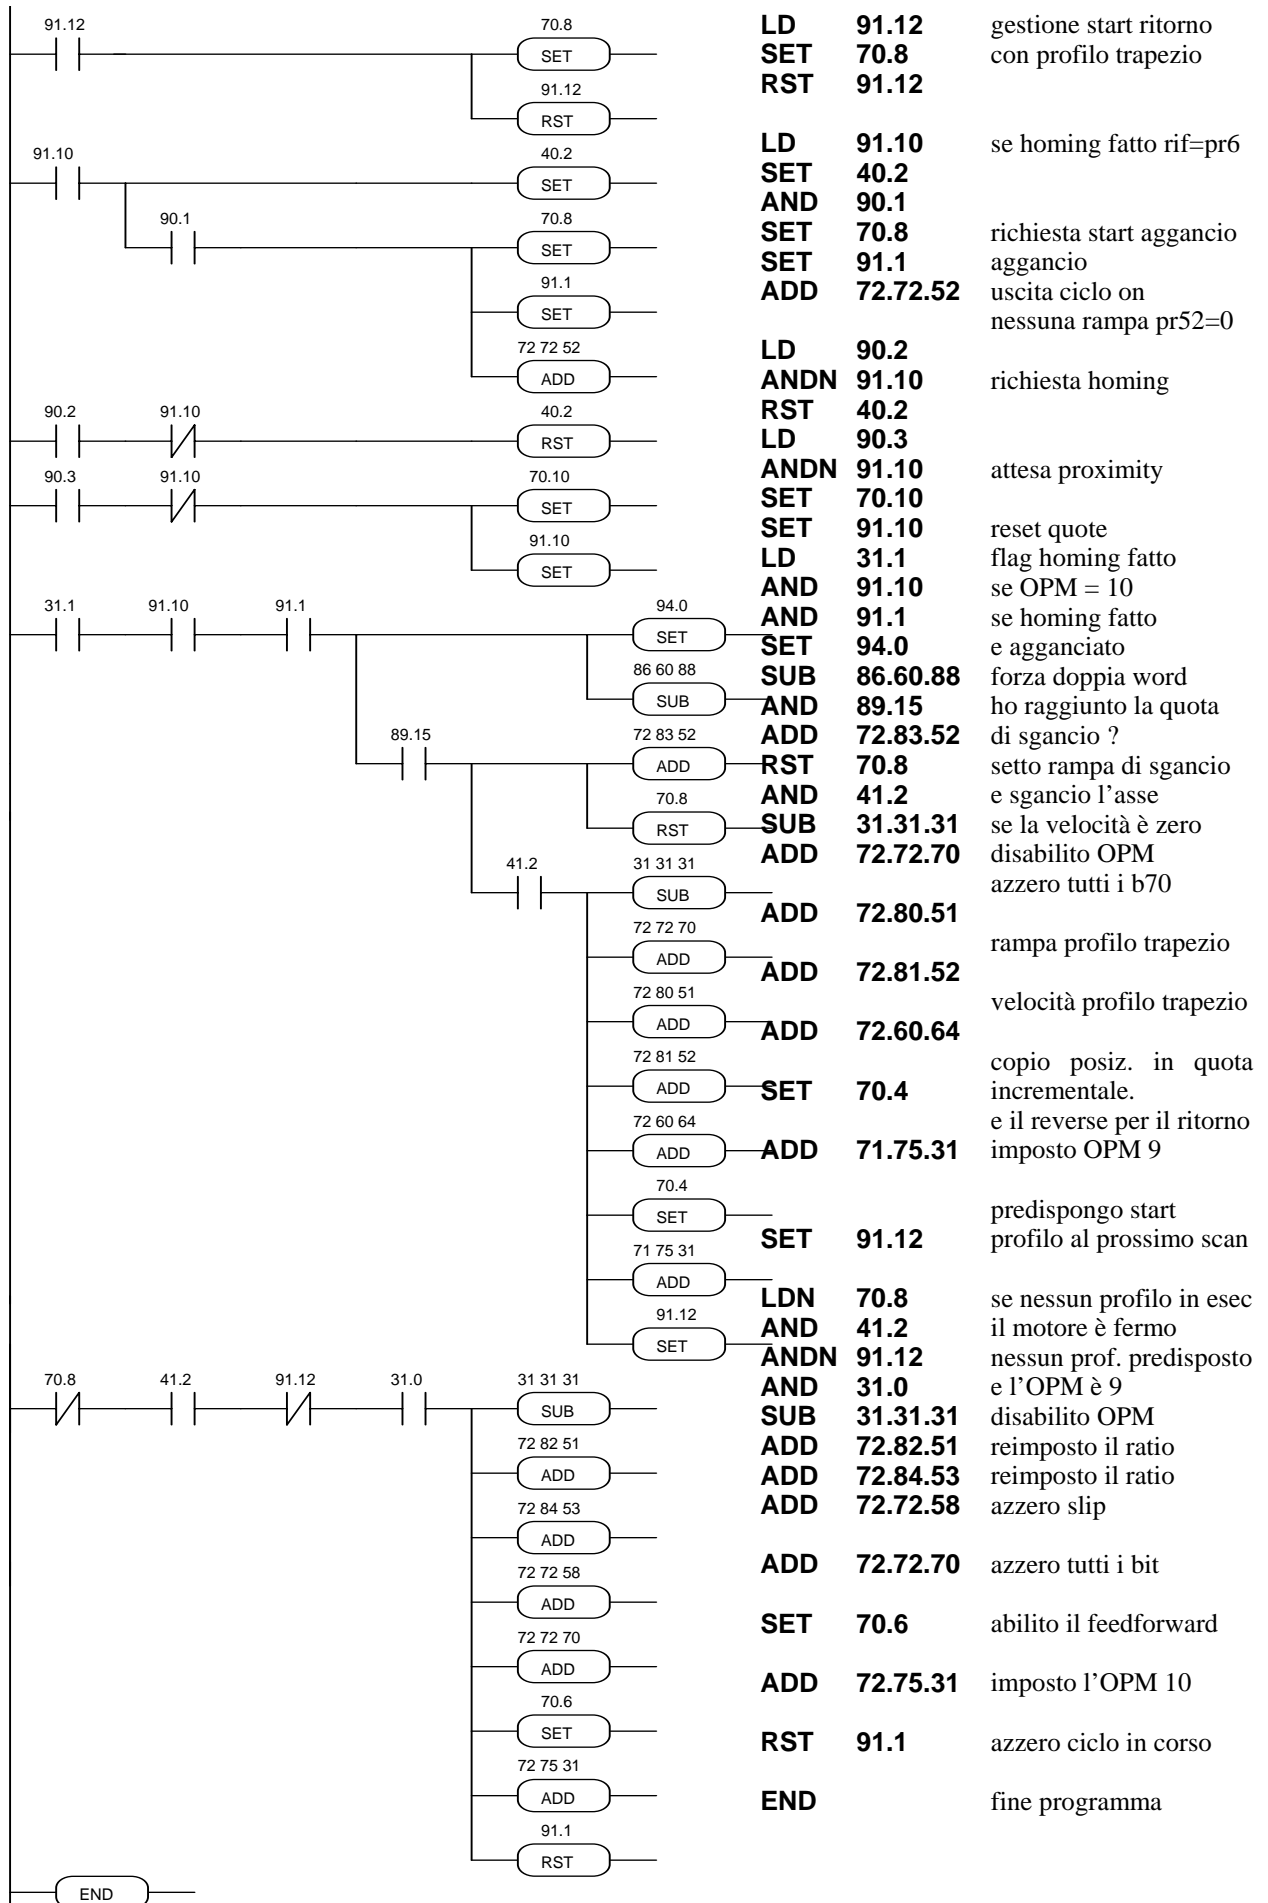 91.12
70.8
SET
91.12
RST
91.10
40.2
SET
90.1
70.8
SET
91.1
SET
72 72 52
ADD
90.2 91.10
40.2
RST
90.3 91.10
70.10
SET
91.10
SET
31.1 91.10 91.1
94.0
SET
86 60 88
SUB
89.15
72 83 52
ADD
70.8
RST
41.2
31 31 31
SUB
72 72 70
ADD
72 80 51
ADD
72 81 52
ADD
72 60 64
ADD
70.4
SET
71 75 31
ADD
91.12
SET
70.8 41.2 91.12 31.0
31 31 31
SUB
72 82 51
ADD
72 84 53
ADD
72 72 58
ADD
72 72 70
ADD
70.6
SET
72 75 31
ADD
91.1
RST
END
LD 91.12 gestione start ritorno
SET 70.8 con profilo trapezio
RST 91.12
LD 91.10 se homing fatto rif=pr6
SET 40.2
AND 90.1
SET 70.8 richiesta start aggancio
SET 91.1 aggancio
ADD 72.72.52 uscita ciclo on
nessuna rampa pr52=0
LD 90.2
ANDN 91.10 richiesta homing
RST 40.2
LD 90.3
ANDN 91.10 attesa proximity
SET 70.10
SET 91.10 reset quote
LD 31.1 flag homing fatto
AND 91.10 se OPM = 10
AND 91.1 se homing fatto
SET 94.0 e agganciato
SUB 86.60.88 forza doppia word
AND 89.15 ho raggiunto la quota
ADD 72.83.52 di sgancio ?
RST 70.8 setto rampa di sgancio
AND 41.2 e sgancio l'asse
SUB 31.31.31 se la velocità è zero
ADD 72.72.70 disabilito OPM
azzero tutti i b70
ADD 72.80.51
rampa profilo trapezio
ADD 72.81.52
velocità profilo trapezio
ADD 72.60.64
copio posiz. in quota
SET 70.4 incrementale.
e il reverse per il ritorno
ADD 71.75.31 imposto OPM 9
predispongo start
SET 91.12 profilo al prossimo scan
LDN 70.8 se nessun profilo in esec
AND 41.2 il motore è fermo
ANDN 91.12 nessun prof. predisposto
AND 31.0 e l'OPM è 9
SUB 31.31.31 disabilito OPM
ADD 72.82.51 reimposto il ratio
ADD 72.84.53 reimposto il ratio
ADD 72.72.58 azzero slip
ADD 72.72.70 azzero tutti i bit
SET 70.6 abilito il feedforward
ADD 72.75.31 imposto l'OPM 10
RST 91.1 azzero ciclo in corso
END fine programma